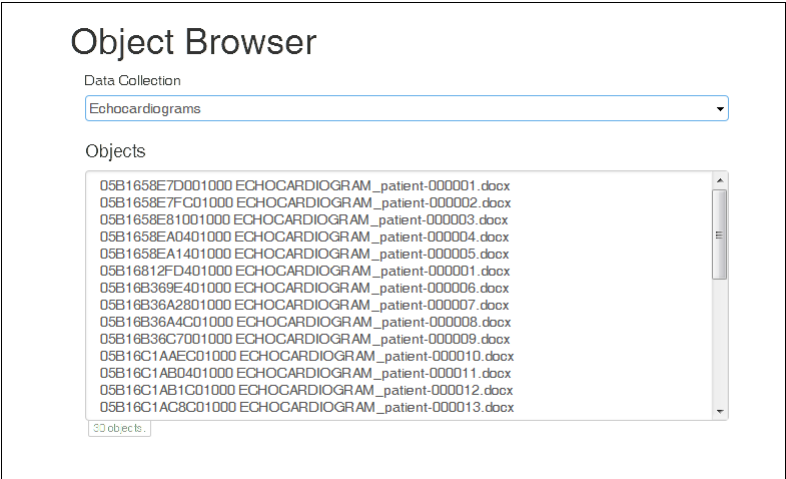 Object Browser
Data Collection
Echocardiograms
Objects
05B1658E7D001000 ECHOCARDIOGRAM_patient-000001.docx
05B1658E7FC01000 ECHOCARDIOGRAM_patient-000002.docx
05B1658E81001000 ECHOCARDIOGRAM_patient-000003.docx
05B1658EA0401000 ECHOCARDIOGRAM_patient-000004.docx
05B1658EA1401000 ECHOCARDIOGRAM_patient-000005.docx
05B16812FD401000 ECHOCARDIOGRAM_patient-000001.docx
05B16B369E401000 ECHOCARDIOGRAM_patient-000006.docx
05B16B36A2801000 ECHOCARDIOGRAM_patient-000007.docx
05B16B36A4C01000 ECHOCARDIOGRAM_patient-000008.docx
05B16B36C7001000 ECHOCARDIOGRAM_patient-000009.docx
05B16C1AAEC01000 ECHOCARDIOGRAM_patient-000010.docx
05B16C1AB0401000 ECHOCARDIOGRAM_patient-000011.docx
05B16C1AB1C01000 ECHOCARDIOGRAM_patient-000012.docx
05B16C1AC8C01000 ECHOCARDIOGRAM_patient-000013.docx
33 objects.